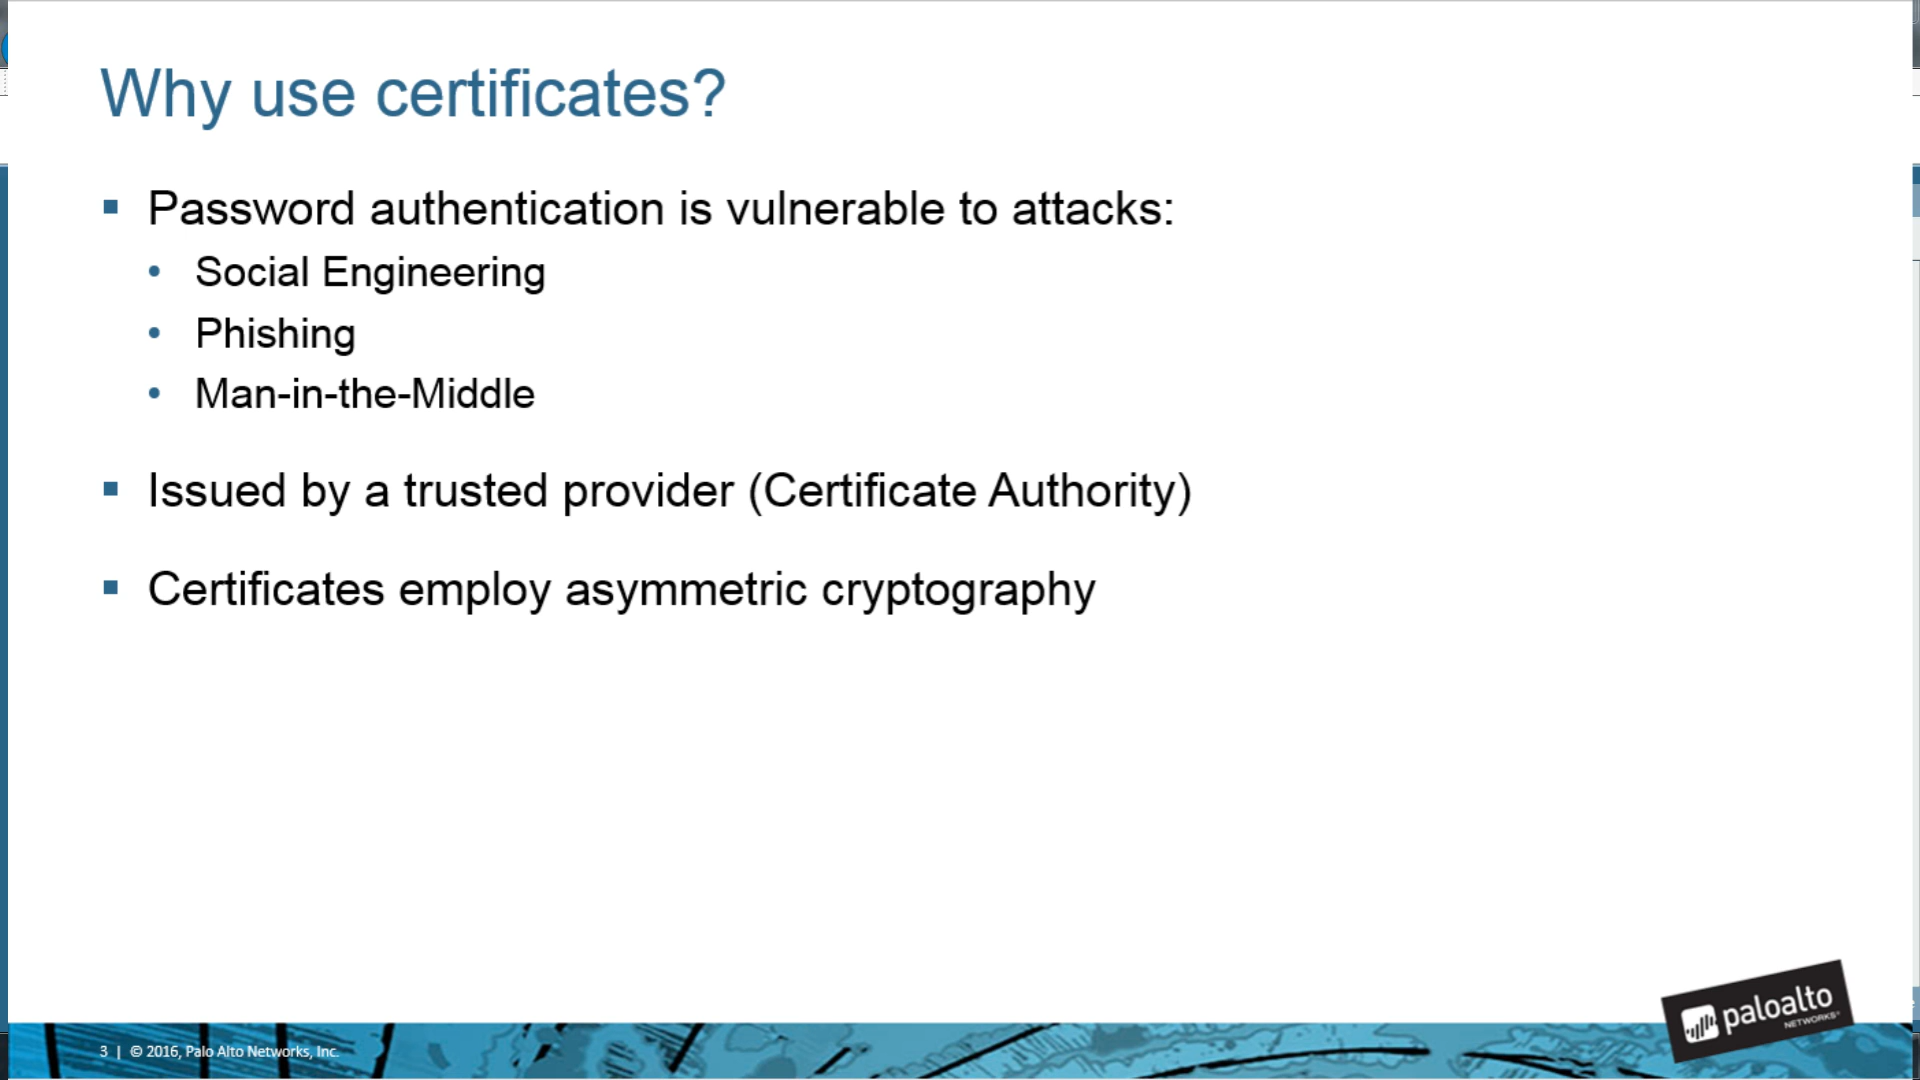 Why use certificates?
Password authentication is vulnerable to attacks:
Social Engineering
Phishing
Man-in-the-Middle
Issued by a trusted provider (Certificate Authority)
Certificates employ asymmetric cryptography
paloalto
NETWORKS®
3 | © 2016, Palo Alto Networks, Inc.